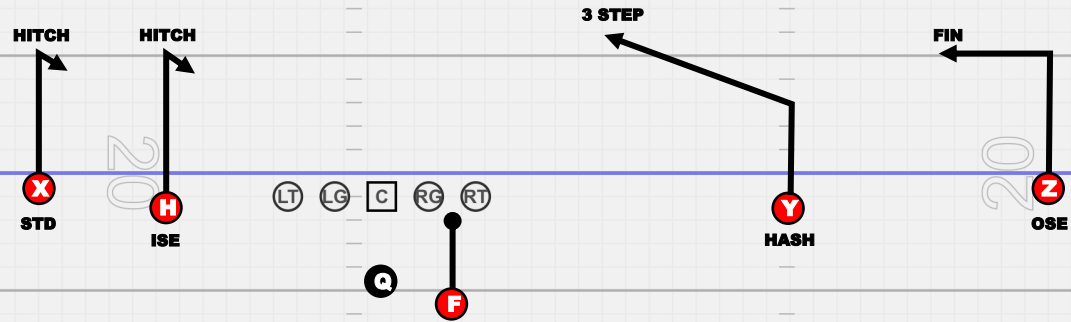 3 STEP
HITCH
HITCH
FIN
20
20
X
H
LT
LG
C
RG
RT
Y
Z
STD
ISE
HASH
OSE
Q
F